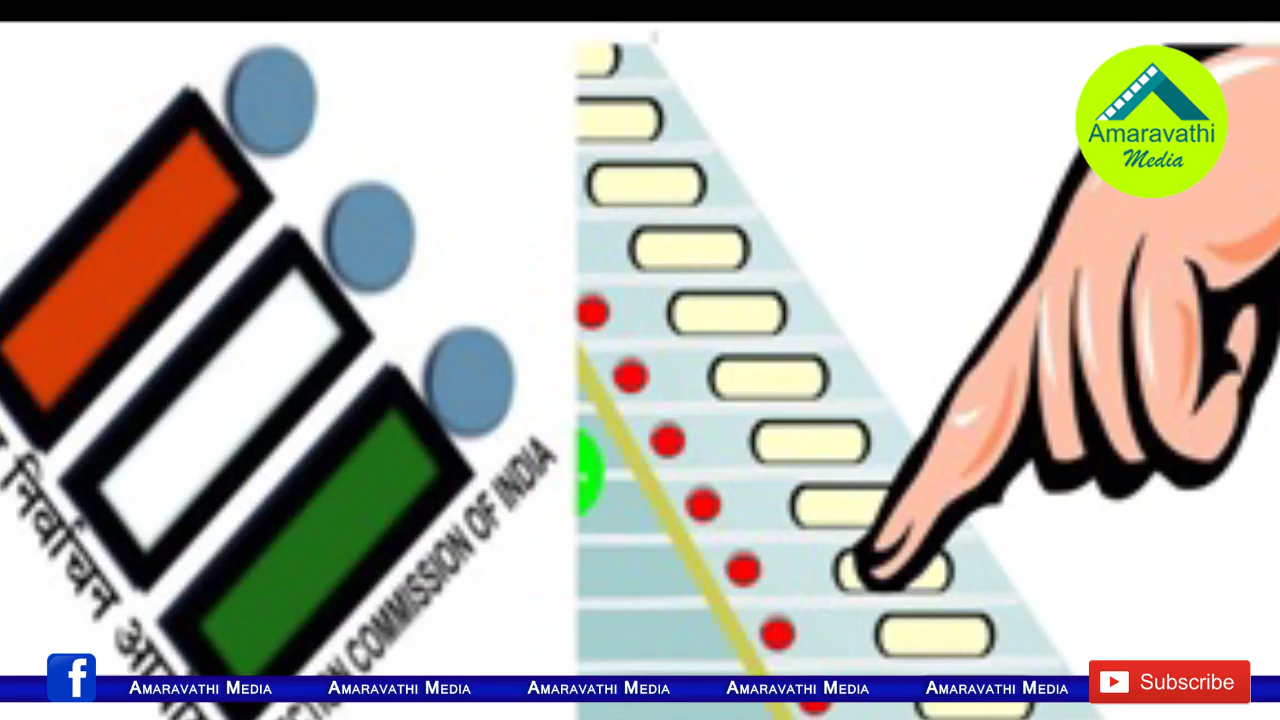 Amaravathi
Media
निर्वाचन
COMMISSION OF INDIA
AMARAVATHI MEDIA AMARAVATHI MEDIA AMARAVATHI MEDIA AMARAVATHI MEDIA AMARAVATHI MEDIA
Subscribe